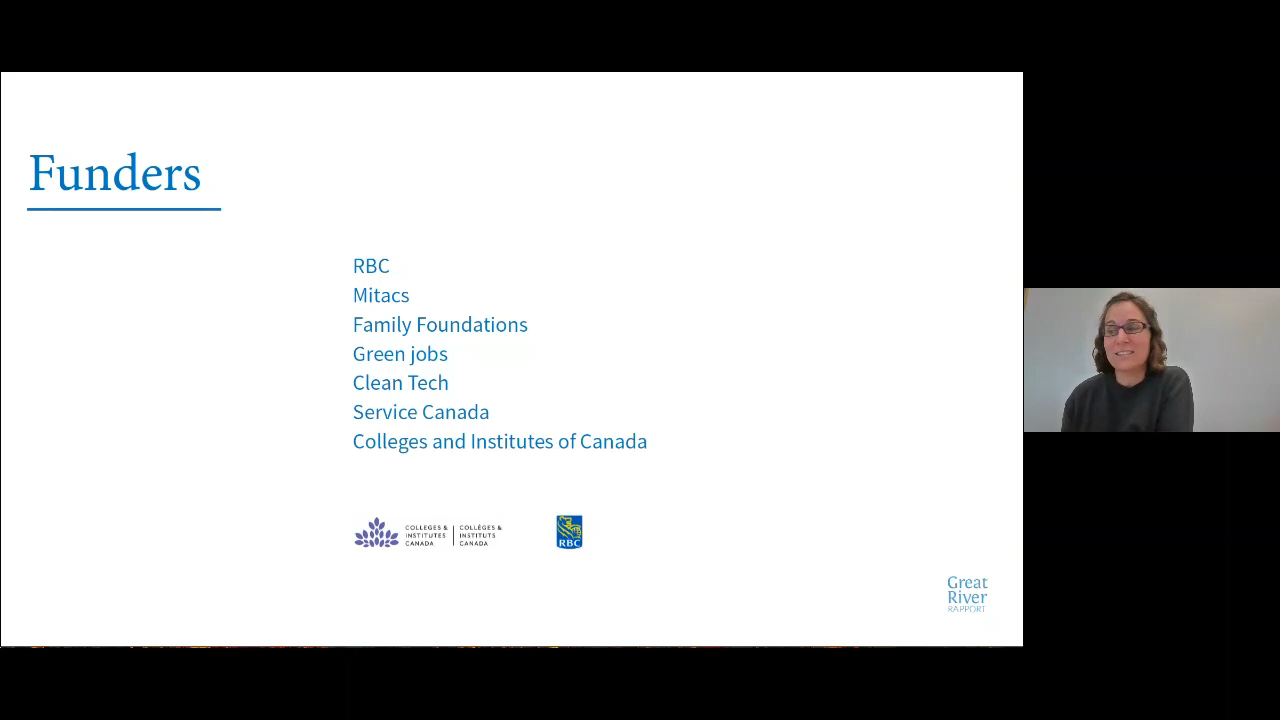 Funders
RBC
Mitacs
Family Foundations
Green jobs
Clean Tech
Service Canada
Colleges and Institutes of Canada
COLLEGES &
INSTITUTES
CANADA
COLLÈGES &
INSTITUTS
CANADA
RBC
Great
River
RAPPORT